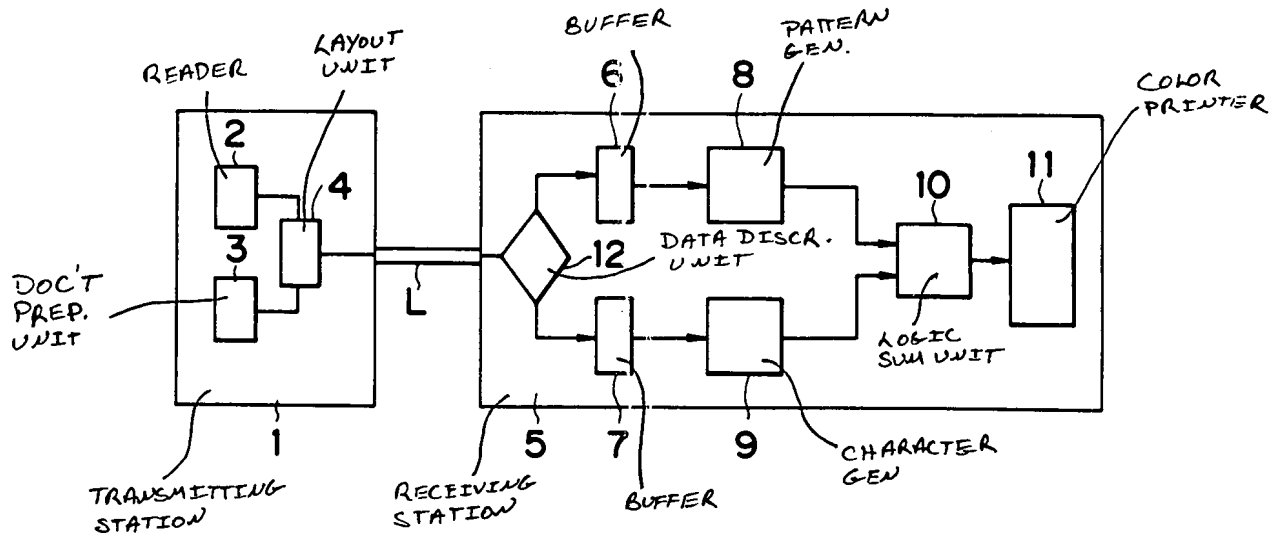 BUFFER
PATTERN
GEN.
LAYOUT
UNIT
READER
COLOR
PRINTER
6
8
2
4
11
10
3
12
DATA DISCR.
UNIT
DOC'T
PREP.
UNIT
L
LOGIC
SUM UNIT
1
5
7
9
CHARACTER
GEN
TRANSMITTING
STATION
RECEIVING
STATION
BUFFER